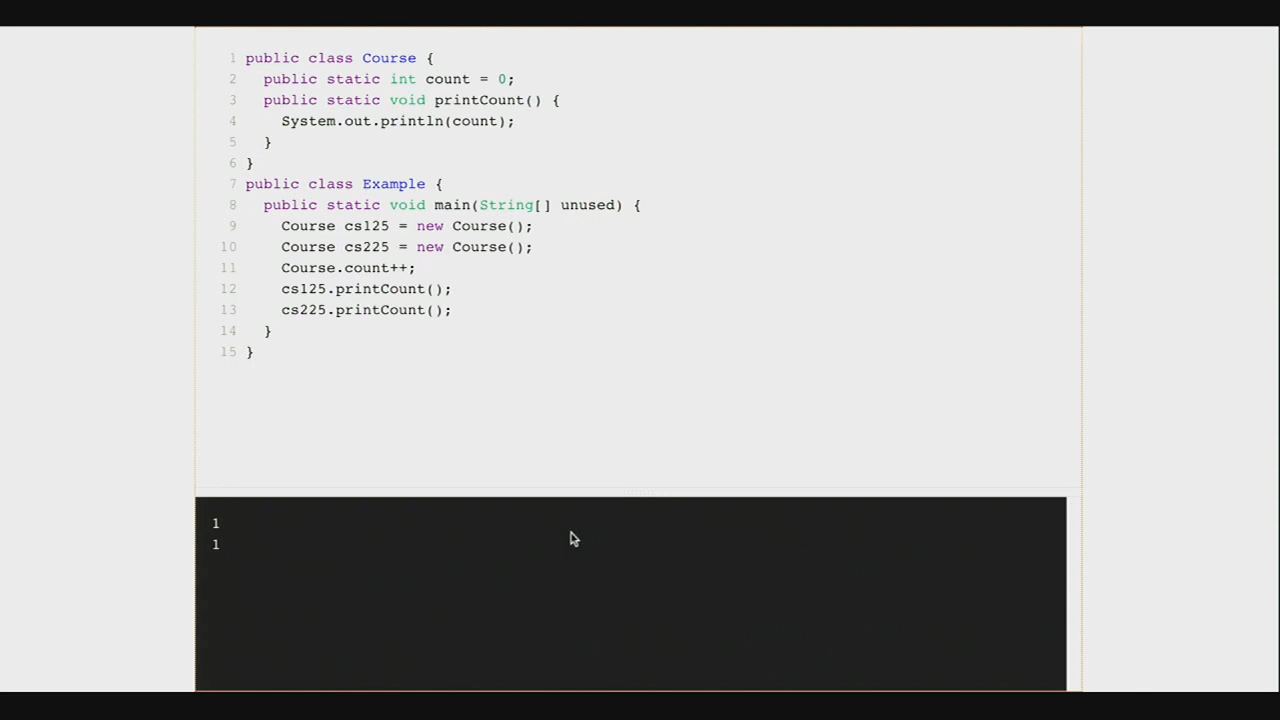 1 public class Course {
2 public static int count = 0;
3 public static void printCount() {
4 System.out.println(count);
5 }
6 }
7 public class Example {
8 public static void main(String[] unused) {
9 Course cs125 = new Course();
10 Course cs225 = new Course();
11 Course.count++;
12 cs125.printCount();
13 cs225.printCount();
14 }
15 }
1
1